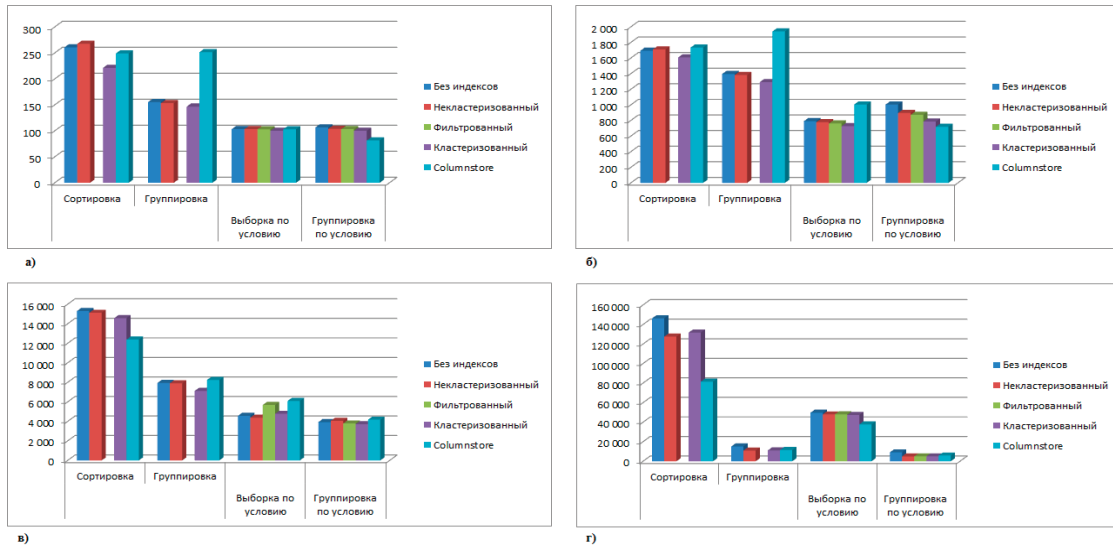 300
250
200
150
100
50
0
Сортировка
Группировка
Выборка по условию
Группировка по условию
Без индексов
Некластеризованный
Фильтрованный
Кластеризованный
Columnstore
а)
2 000
1 800
1 600
1 400
1 200
1 000
800
600
400
200
0
Сортировка
Группировка
Выборка по условию
Группировка по условию
Без индексов
Некластеризованный
Фильтрованный
Кластеризованный
Columnstore
б)
16 000
14 000
12 000
10 000
8 000
6 000
4 000
2 000
0
Сортировка
Группировка
Выборка по условию
Группировка по условию
Без индексов
Некластеризованный
Фильтрованный
Кластеризованный
Columnstore
в)
160 000
140 000
120 000
100 000
80 000
60 000
40 000
20 000
0
Сортировка
Группировка
Выборка по условию
Группировка по условию
Без индексов
Некластеризованный
Фильтрованный
Кластеризованный
Columnstore
г)